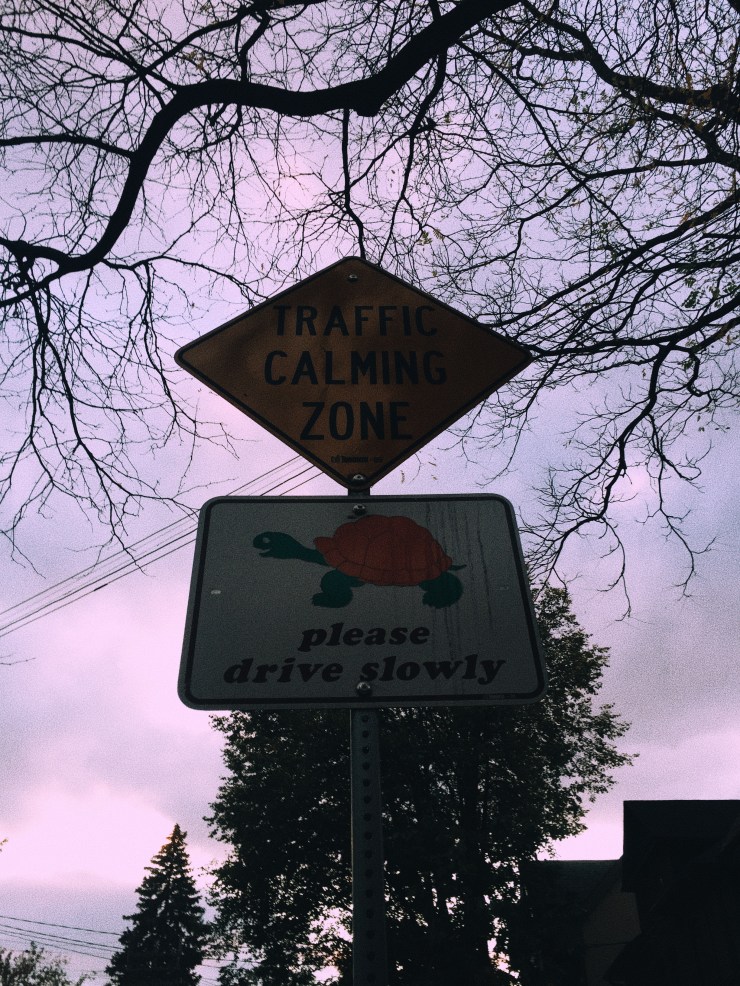 TRAFFIC
CALMING
ZONE
please
drive slowly